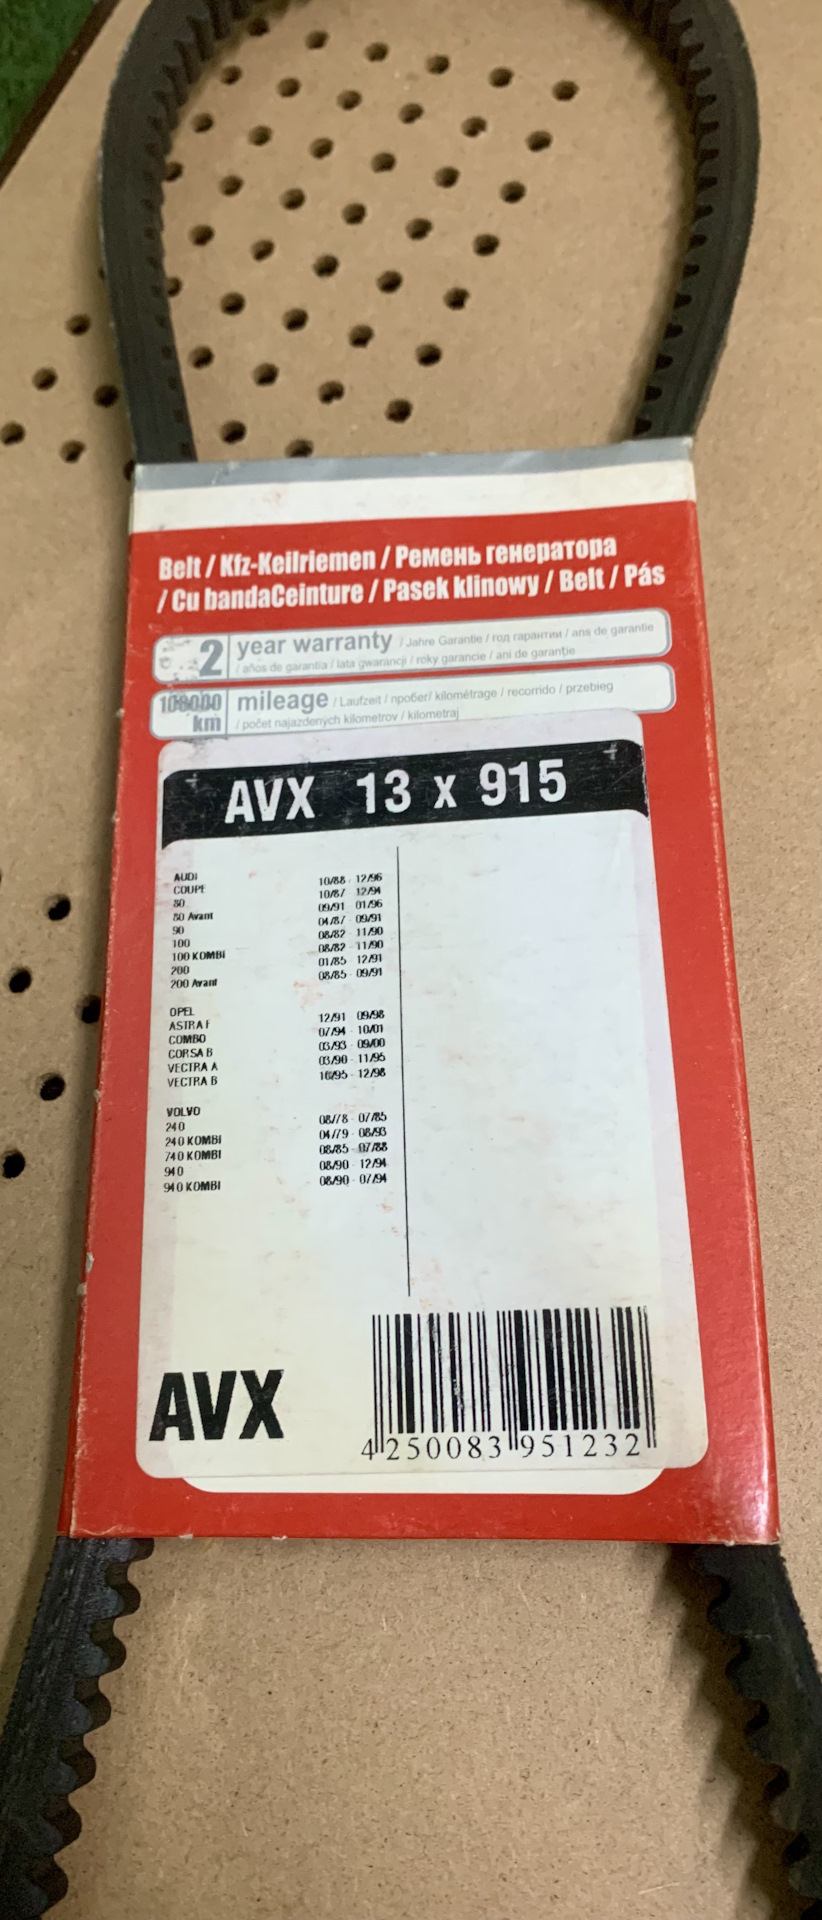 Belt / Kfz-Keilriemen / Ремень генератора
/ Cu bandaCeinture / Pasek klinowy / Belt / Pás
2 year warranty / Jahre Garantie / год гарантии / ans de garantie
/ años de garantia / lata gwarancji / roky garancie / ani de garanție
100000 km mileage / Laufzeit / пробег/ kilométrage / recorrido / przebieg
/ počet najazdených kilometrov / kilometraj
AVX 13 x 915
AUDI
COUPE 10/88 - 12/96
80 10/87 12/94
80 Avant 09/91 01/96
90 04/87 09/91
100 08/82 - 11/90
100 KOMBI 08/82 - 11/90
200 01/85 12/91
200 Avant 08/85 - 09/91
OPEL
ASTRA F 12/91 09/98
COMBO 07/94 - 10/01
CORSA B 03/93 - 09/00
VECTRA A 03/90 - 11/95
VECTRA B 10/95 - 12/98
VOLVO
240 08/78 - 07/85
240 KOMBI 04/79 - 08/93
740 KOMBI 08/85 - 07/88
940 08/90 - 12/94
940 KOMBI 08/90 - 07/94
AVX
4 250083 951232